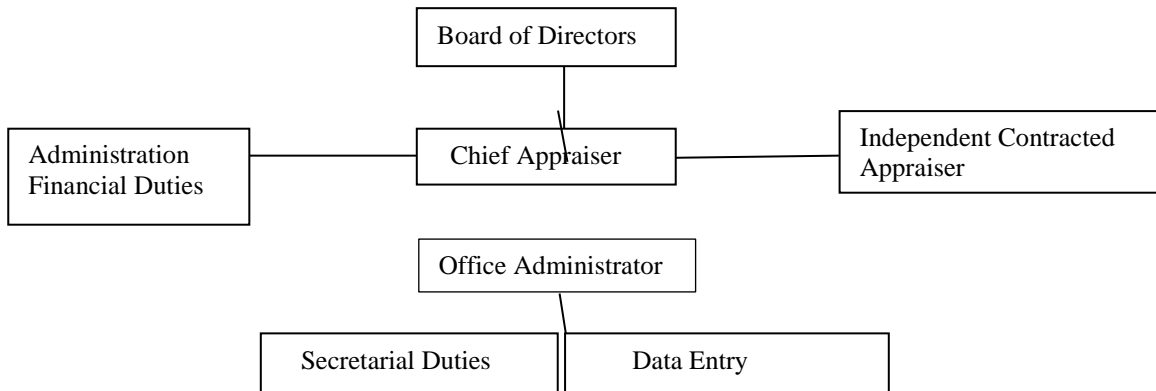 Board of Directors
Administration
Financial Duties
Chief Appraiser
Independent Contracted
Appraiser
Office Administrator
Secretarial Duties
Data Entry